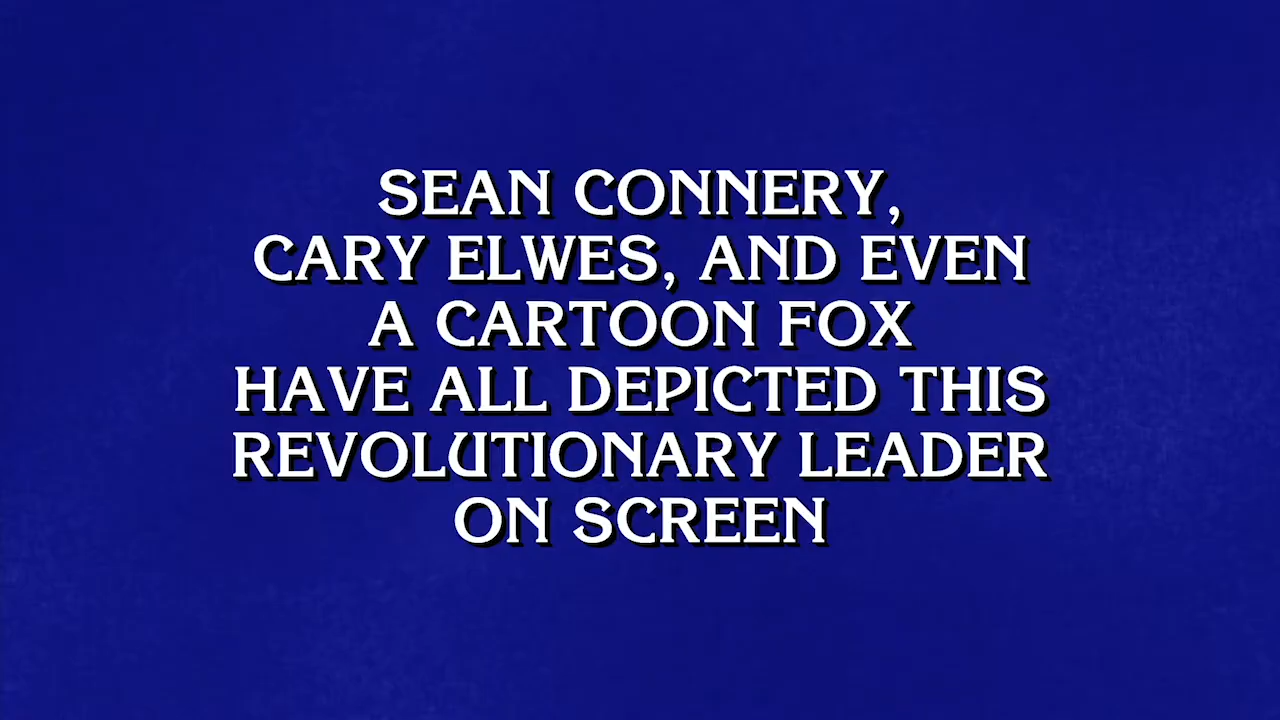 SEAN CONNERY,
CARY ELWES, AND EVEN
A CARTOON FOX
HAVE ALL DEPICTED THIS
REVOLUTIONARY LEADER
ON SCREEN